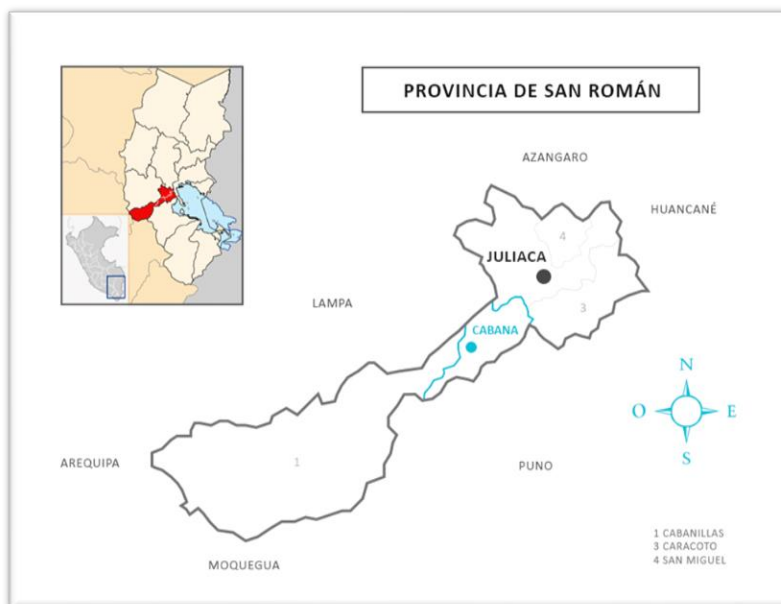 PROVINCIA DE SAN ROMÁN
AZANGARO
HUANCANÉ
4
JULIACA
LAMPA
3
CABANA
N
O
E
S
AREQUIPA
1
PUNO
MOQUEGUA
1 CABANILLAS
3 CARACOTO
4 SAN MIGUEL